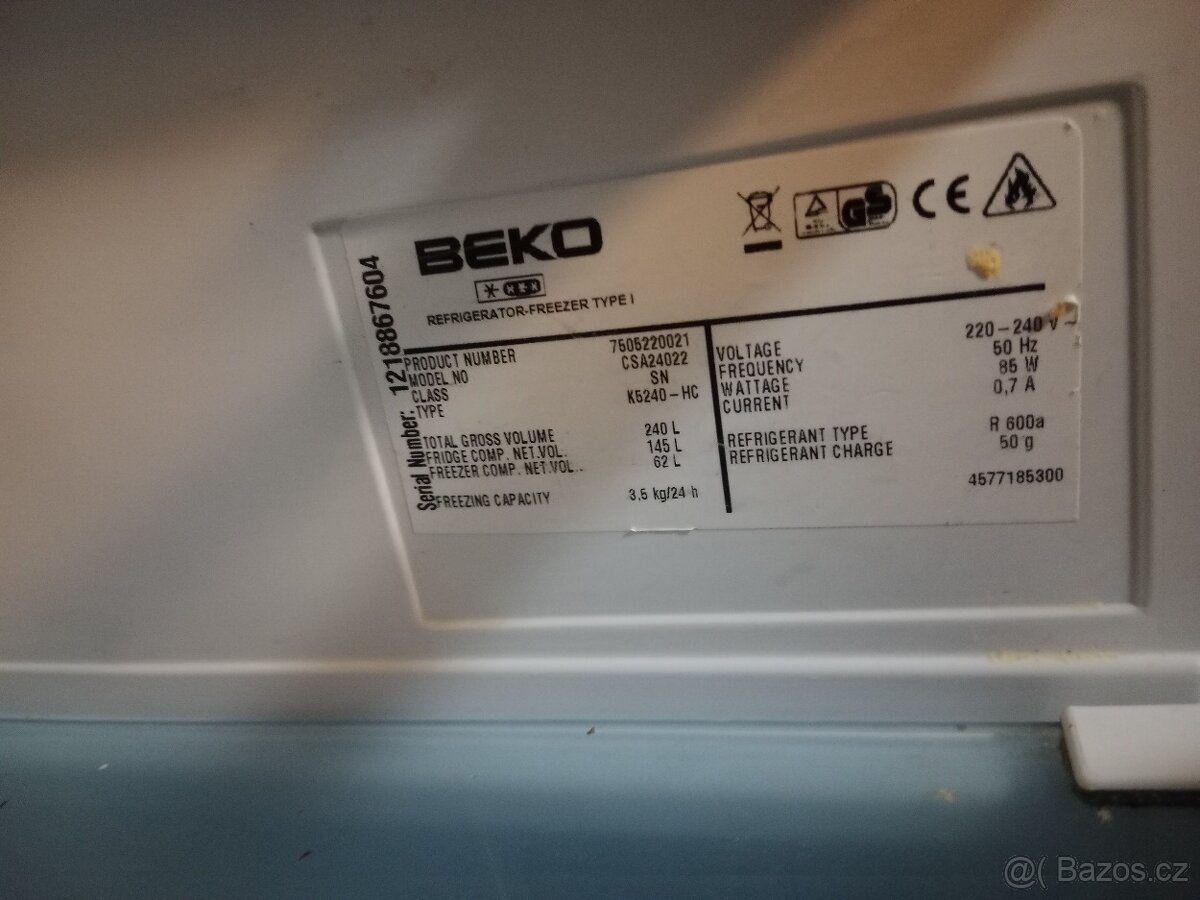 BEKO
REFRIGERATOR-FREEZER TYPE I
GS
CE
Serial Number: 1218867604
PRODUCT NUMBER 7505220021
MODEL NO CSA24022
CLASS SN
TYPE K5240-HC
TOTAL GROSS VOLUME 240 L
FRIDGE COMP. NET.VOL. 145 L
FREEZER COMP. NET.VOL.. 62 L
FREEZING CAPACITY 3,5 kg/24 h
VOLTAGE 220-240 V ~
FREQUENCY 50 Hz
WATTAGE 85 W
CURRENT 0,7 A
REFRIGERANT TYPE R 600a
REFRIGERANT CHARGE 50 g
4577185300
@( Bazos.cz